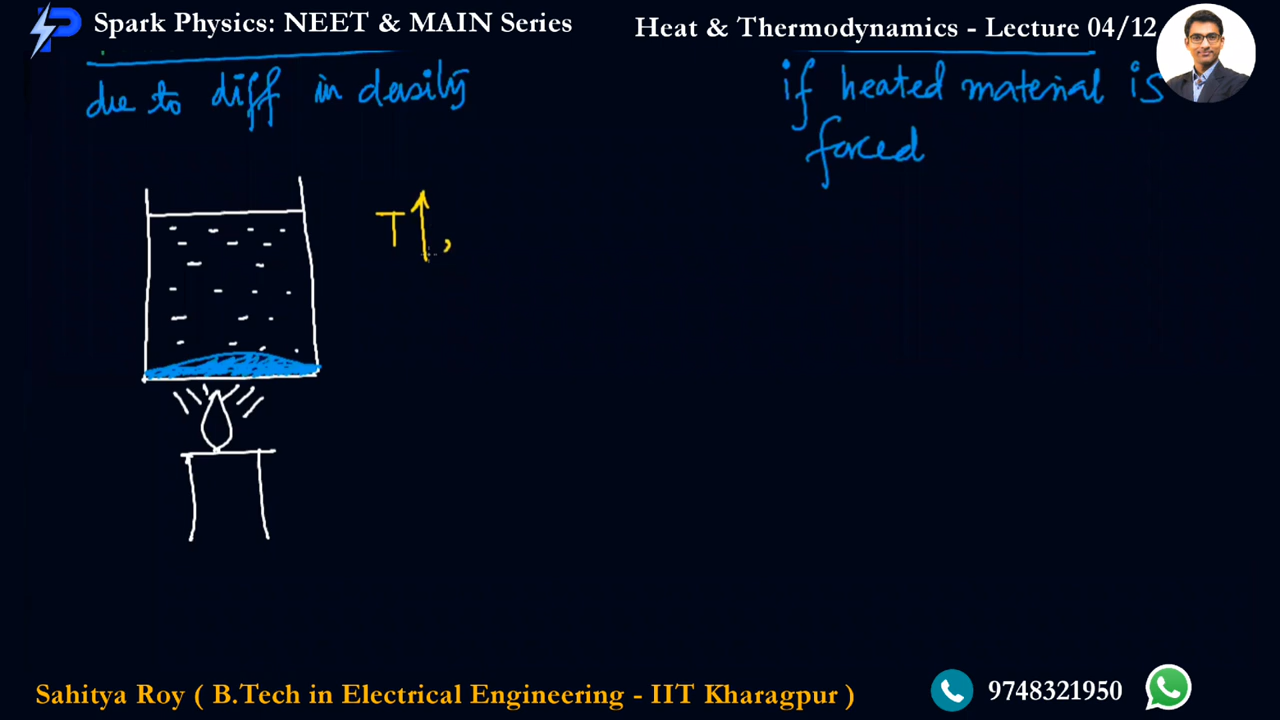 Spark Physics: NEET & MAIN Series
Heat & Thermodynamics - Lecture 04/12
due to diff in density
if heated material is
forced
T↑,
Sahitya Roy ( B.Tech in Electrical Engineering - IIT Kharagpur )
9748321950